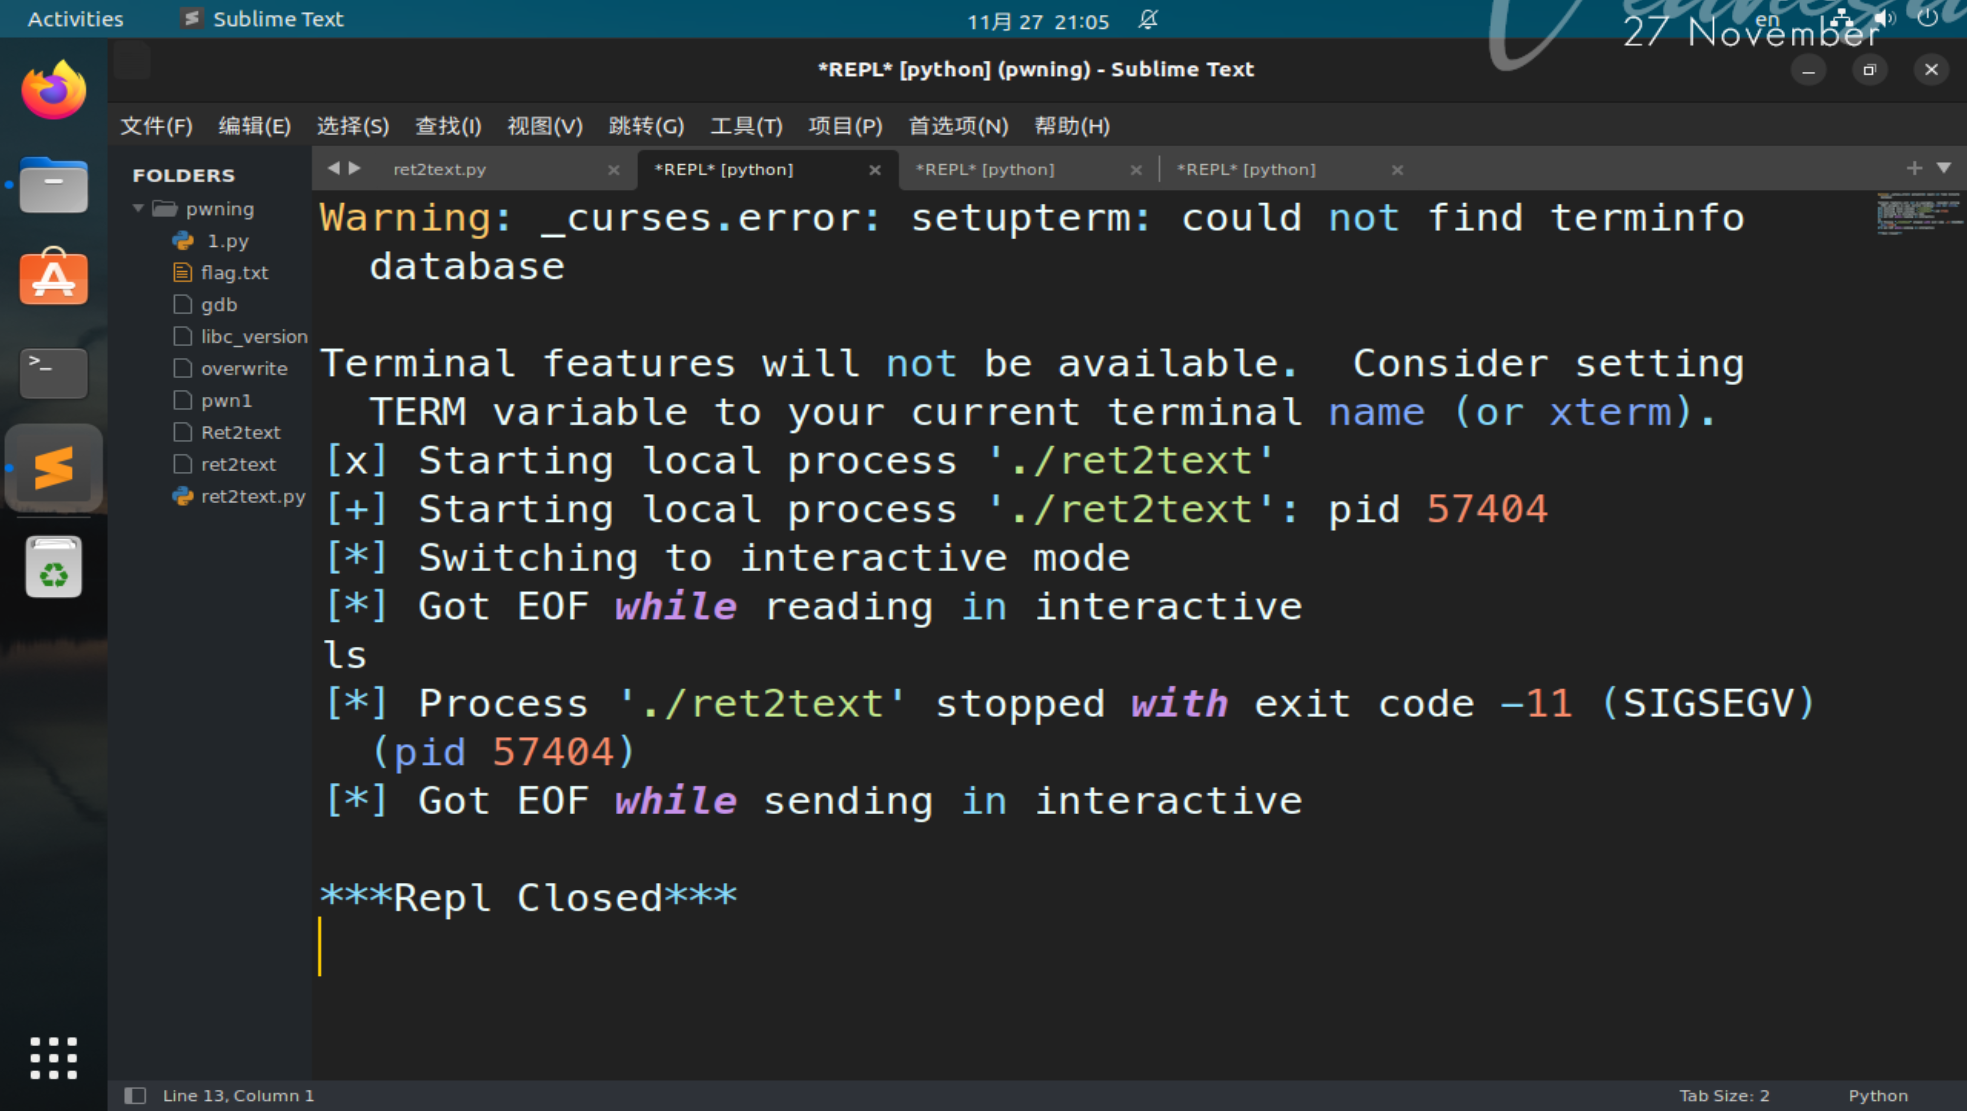 Activities
Sublime Text
11月 27 21:05
en
27 November
*REPL* [python] (pwning) - Sublime Text
文件(F) 编辑(E) 选择(S) 查找(I) 视图(V) 跳转(G) 工具(T) 项目(P) 首选项(N) 帮助(H)
FOLDERS
pwning
1.py
flag.txt
gdb
libc_version
overwrite
pwn1
Ret2text
ret2text
ret2text.py
ret2text.py
*REPL* [python]
*REPL* [python]
*REPL* [python]
Warning: _curses.error: setupterm: could not find terminfo
database
Terminal features will not be available.  Consider setting
TERM variable to your current terminal name (or xterm).
[x] Starting local process './ret2text'
[+] Starting local process './ret2text': pid 57404
[*] Switching to interactive mode
[*] Got EOF while reading in interactive
ls
[*] Process './ret2text' stopped with exit code -11 (SIGSEGV)
(pid 57404)
[*] Got EOF while sending in interactive
***Repl Closed***
Line 13, Column 1
Tab Size: 2
Python